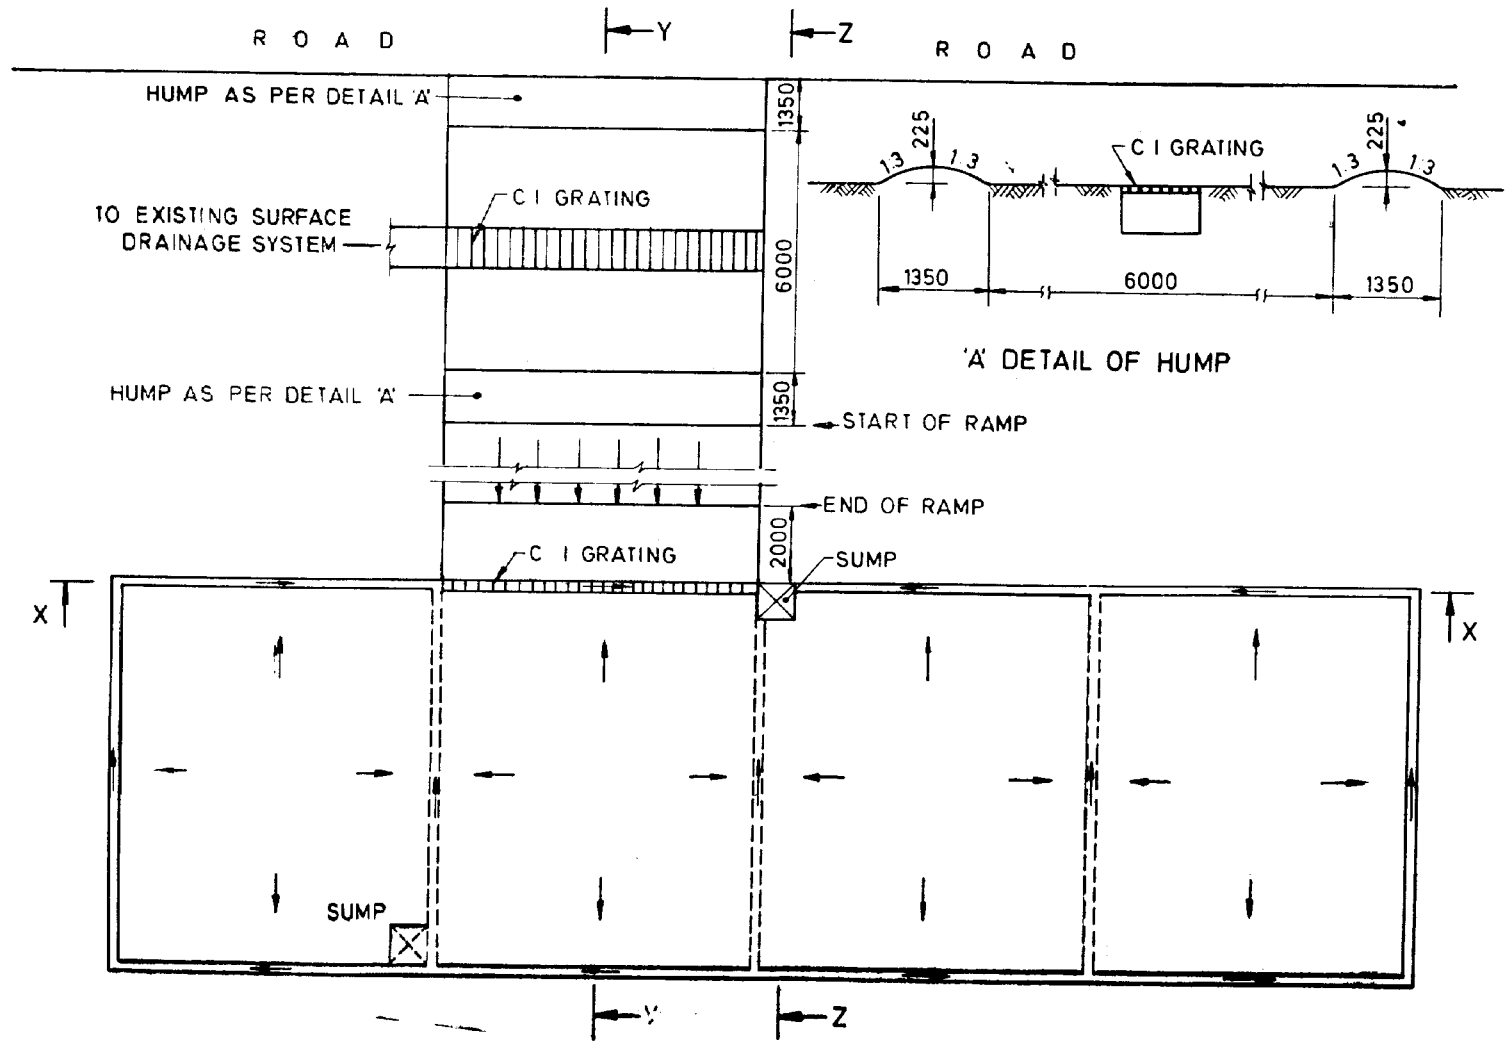 Y
Z
R O A D
R O A D
HUMP AS PER DETAIL 'A'
1350
225
225
1:3
1:3
C I GRATING
1:3
1:3
C I GRATING
TO EXISTING SURFACE
DRAINAGE SYSTEM
6000
1350
6000
1350
'A' DETAIL OF HUMP
HUMP AS PER DETAIL 'A'
1350
START OF RAMP
END OF RAMP
2000
C I GRATING
SUMP
X
X
SUMP
Y
Z